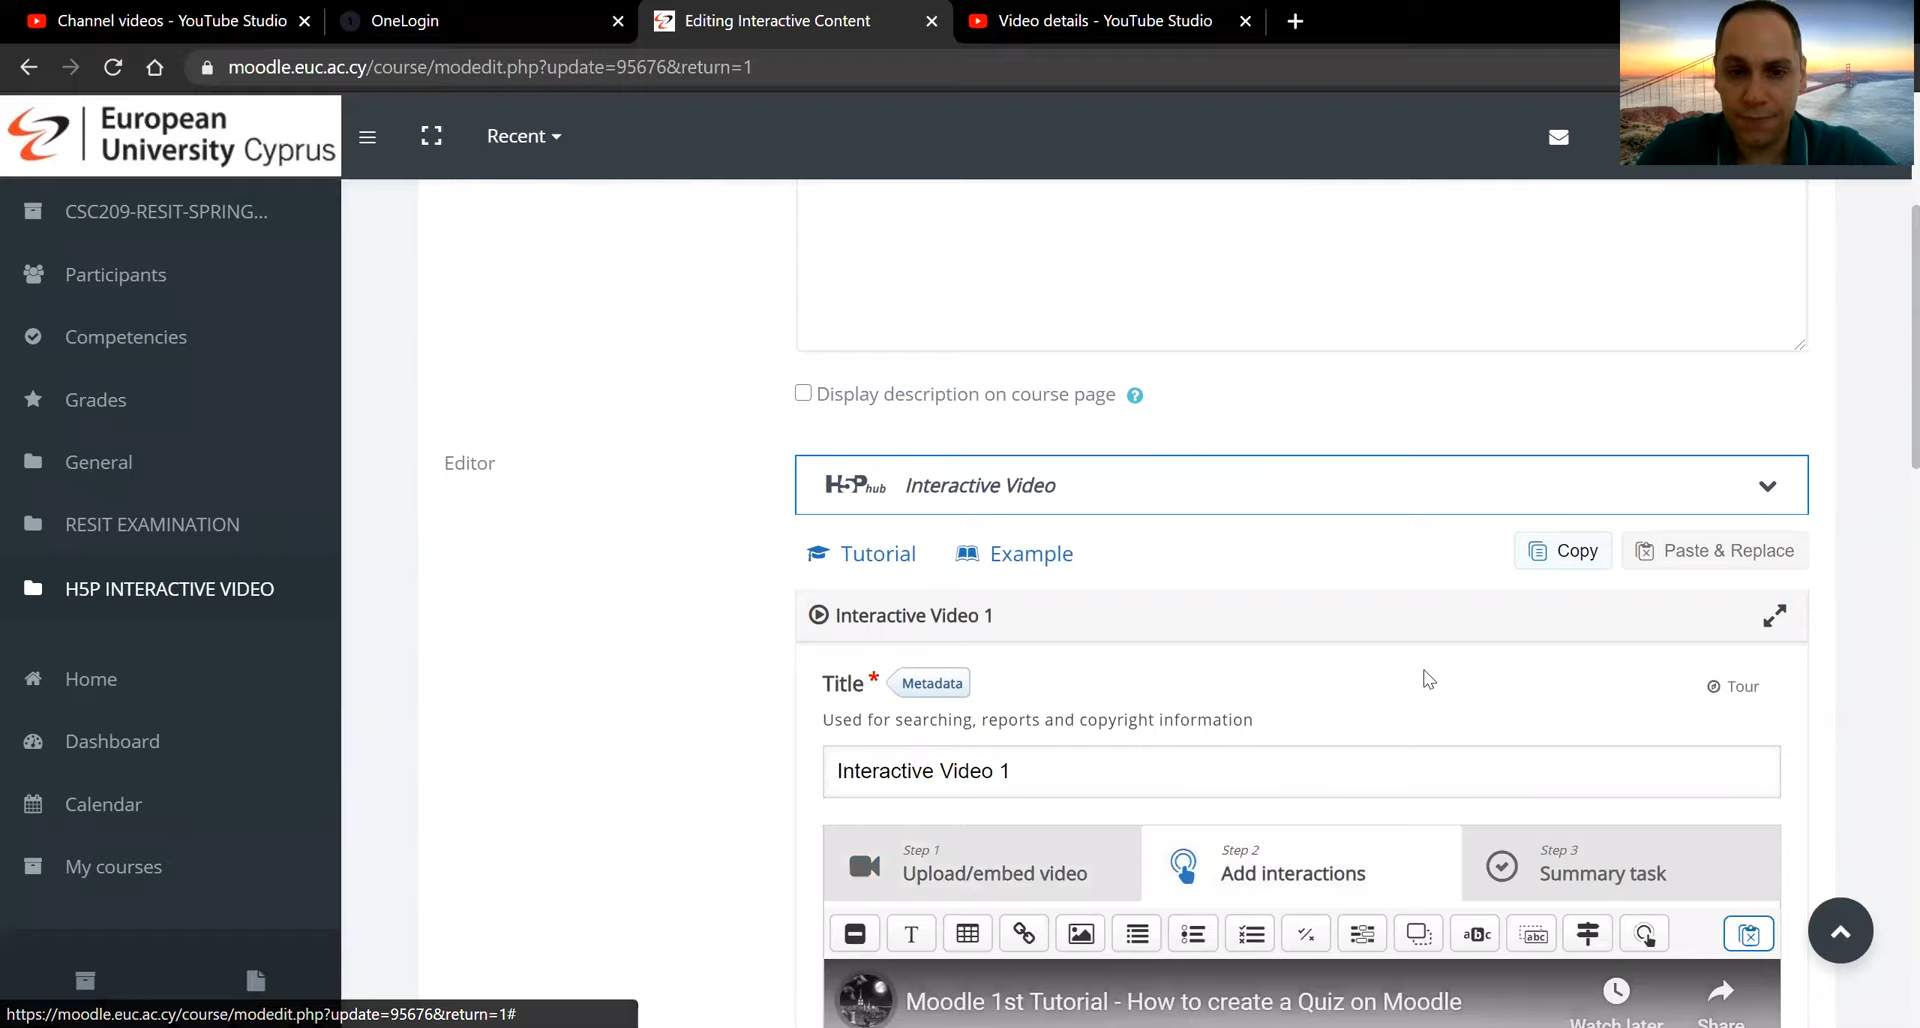 Channel videos - YouTube Studio
OneLogin
Editing Interactive Content
Video details - YouTube Studio
moodle.euc.ac.cy/course/modedit.php?update=95676&return=1
European
University Cyprus
Recent
CSC209-RESIT-SPRING...
Participants
Competencies
Grades
General
RESIT EXAMINATION
H5P INTERACTIVE VIDEO
Home
Dashboard
Calendar
My courses
Display description on course page ?
Editor
H5P hub Interactive Video
Tutorial
Example
Copy
Paste & Replace
Interactive Video 1
Title *
Metadata
Tour
Used for searching, reports and copyright information
Interactive Video 1
Step 1
Upload/embed video
Step 2
Add interactions
Step 3
Summary task
T
abc
abc
Moodle 1st Tutorial - How to create a Quiz on Moodle
Watch later
Share
https://moodle.euc.ac.cy/course/modedit.php?update=95676&return=1#